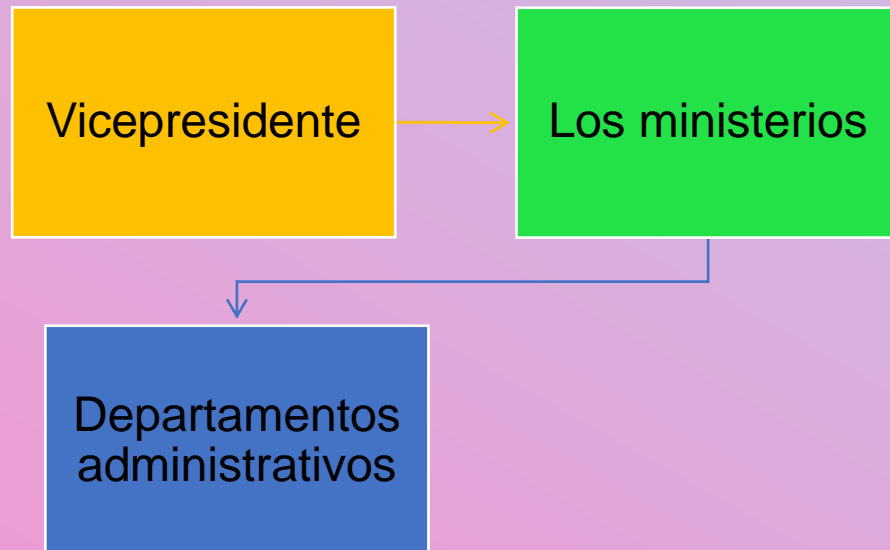 Vicepresidente
Los ministerios
Departamentos
administrativos